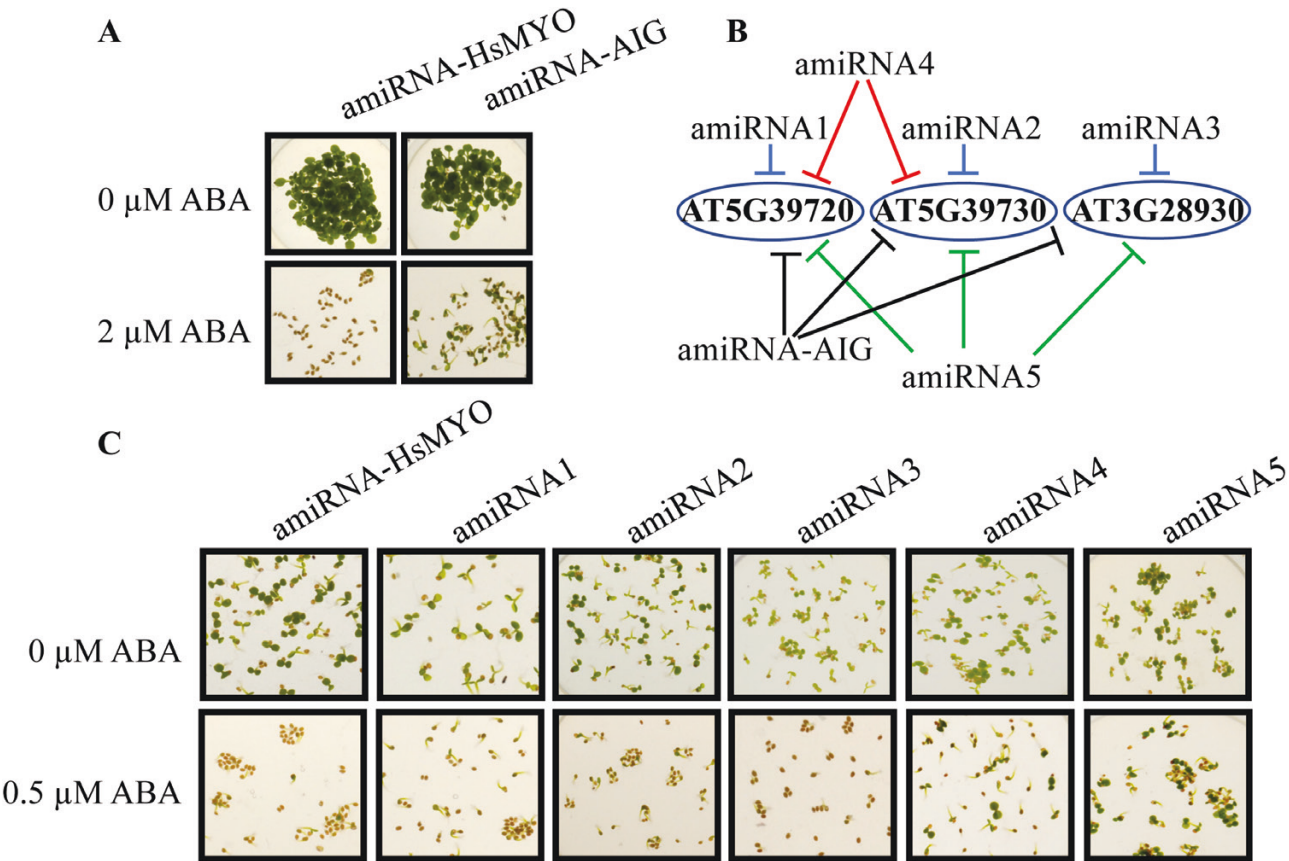 A
amiRNA-HsMYO
amiRNA-AIG
0 μM ABA
2 μM ABA
B
amiRNA4
amiRNA1
amiRNA2
amiRNA3
AT5G39720
AT5G39730
AT3G28930
amiRNA-AIG
amiRNA5
C
amiRNA-HsMYO
amiRNA1
amiRNA2
amiRNA3
amiRNA4
amiRNA5
0 μM ABA
0.5 μM ABA